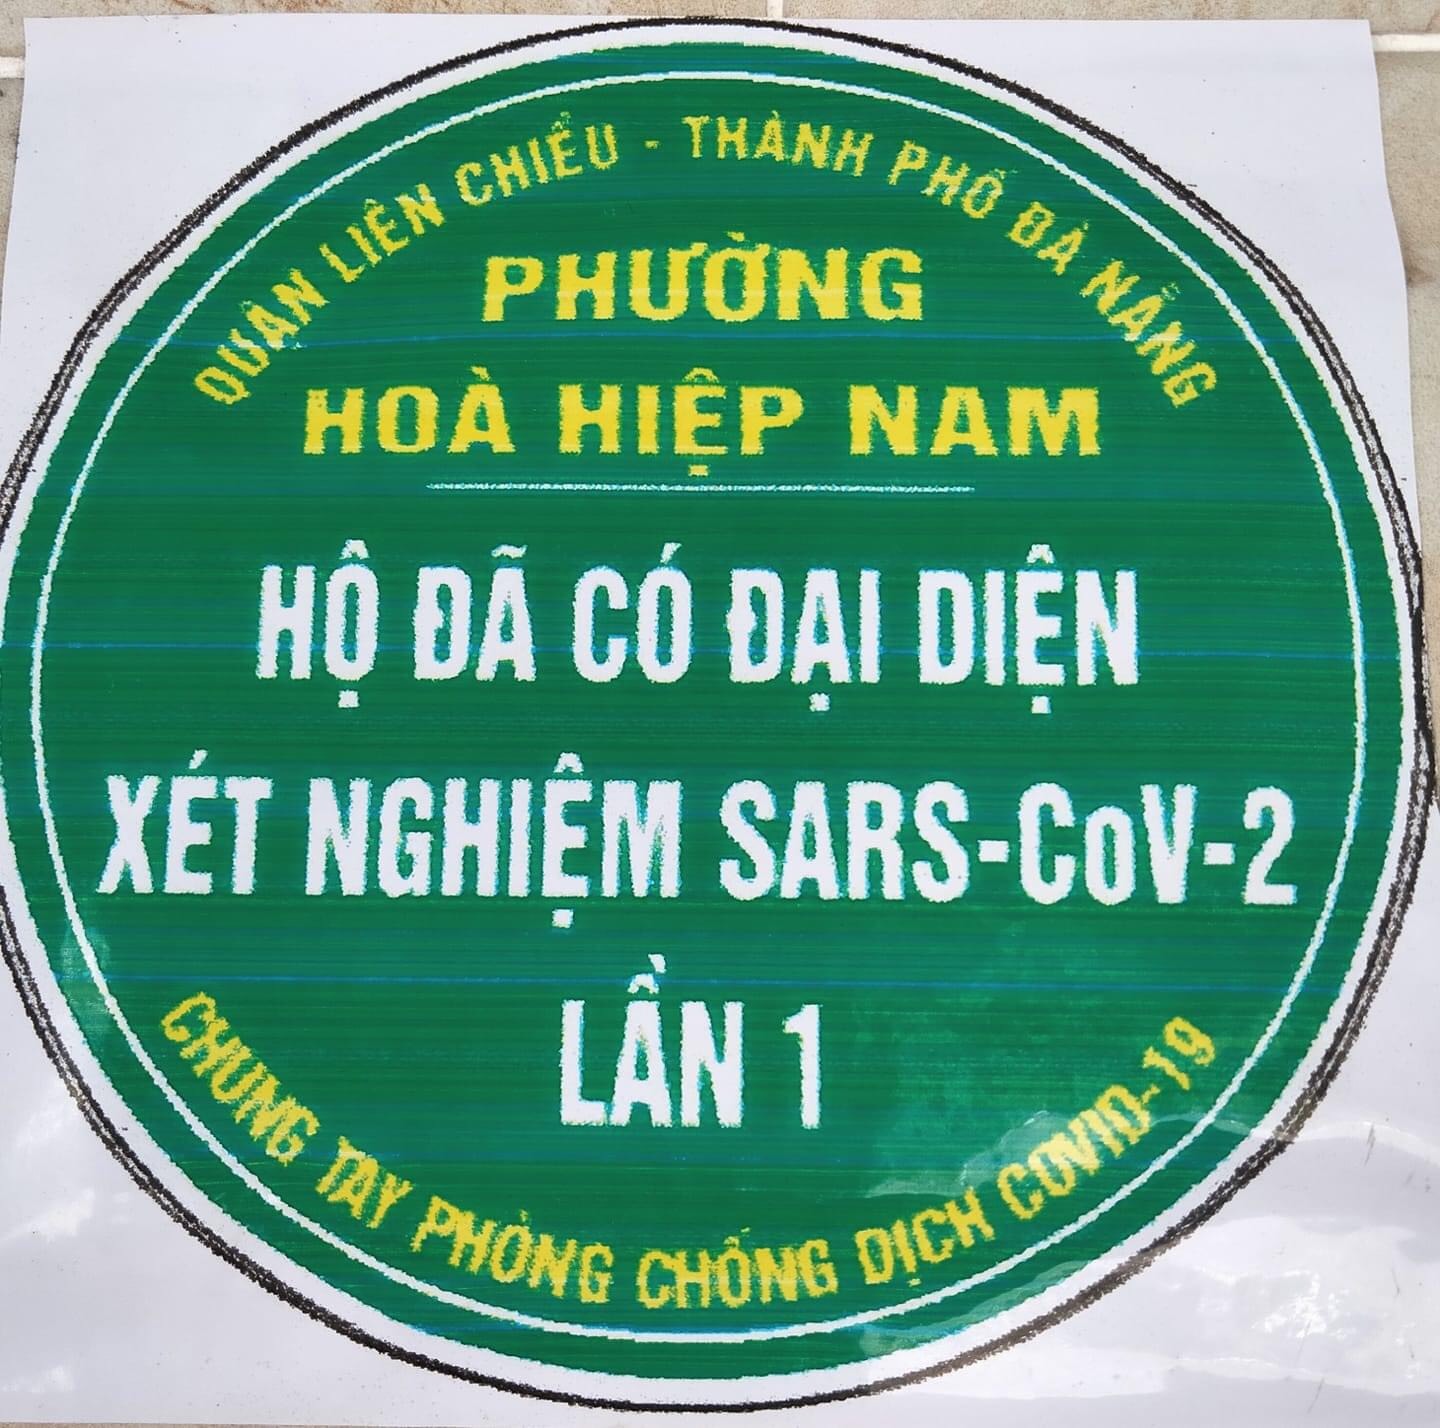 QUẬN LIÊN CHIỂU - THÀNH PHỐ ĐÀ NẴNG
PHƯỜNG
HOÀ HIỆP NAM
HỘ ĐÃ CÓ ĐẠI DIỆN
XÉT NGHIỆM SARS-CoV-2
LẦN 1
CHUNG TAY PHÒNG CHỐNG DỊCH COVID-19